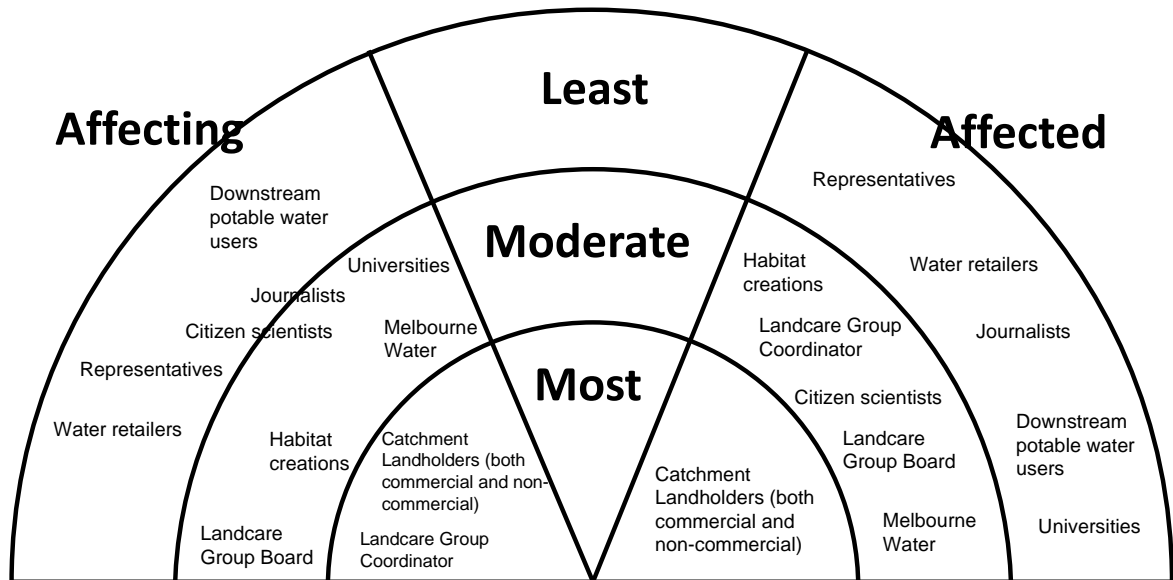 Least
Affecting
Affected
Downstream
potable water
users
Representatives
Moderate
Universities
Habitat
creations
Water retailers
Journalists
Citizen scientists
Melbourne
Water
Landcare Group
Coordinator
Journalists
Representatives
Most
Citizen scientists
Water retailers
Habitat
creations
Catchment
Landholders (both
commercial and non-
commercial)
Landcare
Group Board
Downstream
potable water
users
Catchment
Landholders (both
commercial and
non-commercial)
Landcare
Group Board
Landcare Group
Coordinator
Melbourne
Water
Universities